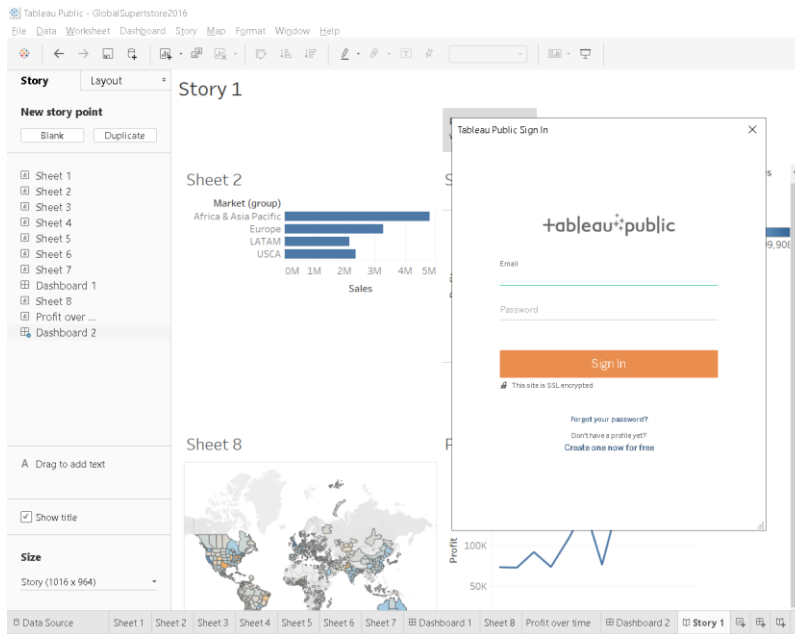 Tableau Public - GlobalSupertstore2016
File Data Worksheet Dashboard Story Map Format Window Help
Story Layout
New story point
Blank Duplicate
Sheet 1
Sheet 2
Sheet 3
Sheet 4
Sheet 5
Sheet 6
Sheet 7
Dashboard 1
Sheet 8
Profit over ...
Dashboard 2
A Drag to add text
Show title
Size
Story (1016 x 964)
Story 1
Sheet 2
Market (group)
Africa & Asia Pacific
Europe
LATAM
USCA
0M 1M 2M 3M 4M 5M
Sales
Sheet 8
Tableau Public Sign In
+ableau public
Email
Password
Sign In
This site is SSL encrypted
Forgot your password?
Don't have a profile yet?
Create one now for free
9,908
Profit
100K
50K
Data Source Sheet 1 Sheet 2 Sheet 3 Sheet 4 Sheet 5 Sheet 6 Sheet 7 Dashboard 1 Sheet 8 Profit over time Dashboard 2 Story 1